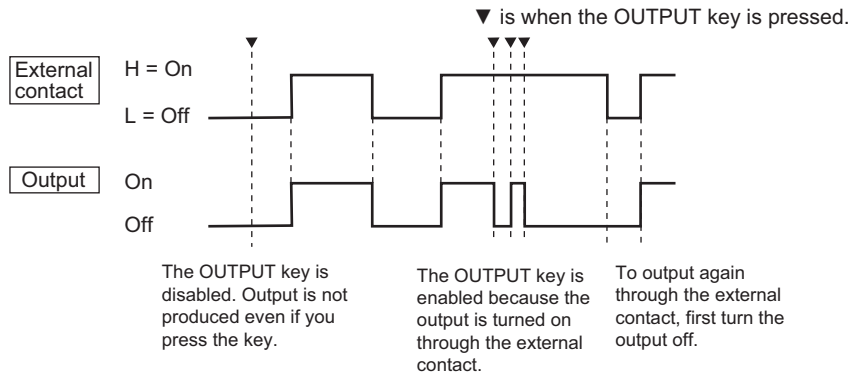 ▼ is when the OUTPUT key is pressed.
External
contact
H = On
L = Off
Output
On
Off
The OUTPUT key is
disabled. Output is not
produced even if you
press the key.
The OUTPUT key is
enabled because the
output is turned on
through the external
contact.
To output again
through the external
contact, first turn the
output off.